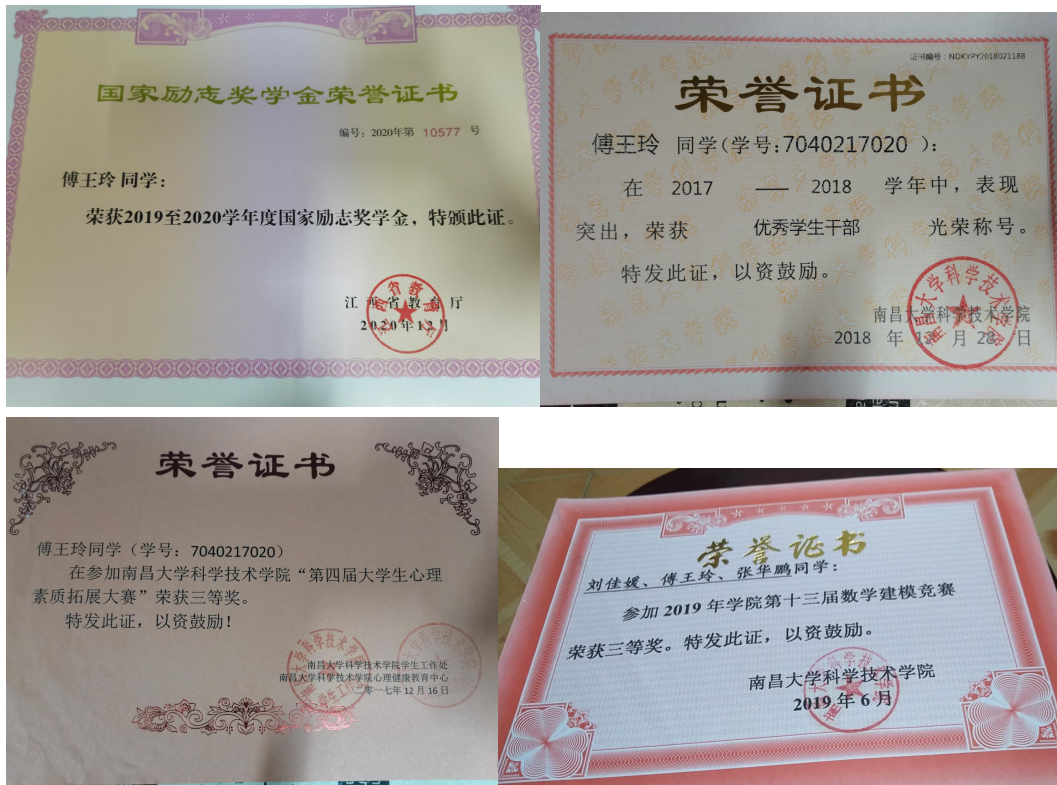 国家励志奖学金荣誉证书
编号：2020年第 10577 号
傅王玲 同学：
荣获2019至2020学年度国家励志奖学金，特颁此证。
江西省教育厅
2020年12月
证书编号：NDKYPY2018021188
荣誉证书
傅王玲 同学(学号:7040217020 )：
在 2017 —— 2018 学年中，表现
突出，荣获 优秀学生干部 光荣称号。
特发此证，以资鼓励。
南昌大学科学技术学院
2018 年 12 月 28 日
荣誉证书
傅王玲同学（学号：7040217020）
在参加南昌大学科学技术学院“第四届大学生心理
素质拓展大赛”荣获三等奖。
特发此证，以资鼓励！
南昌大学科学技术学院学生工作处
南昌大学科学技术学院心理健康教育中心
零一七年 12 月 16 日
荣誉证书
刘佳媛、傅王玲、张华鹏同学：
参加 2019 年学院第十三届数学建模竞赛
荣获三等奖。特发此证，以资鼓励。
南昌大学科学技术学院
2019 年 6 月